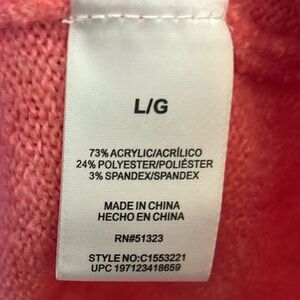 L/G
73% ACRYLIC/ACRÍLICO
24% POLYESTER/POLIÉSTER
3% SPANDEX/SPANDEX
MADE IN CHINA
HECHO EN CHINA
RN#51323
STYLE NO:C1553221
UPC 197123418659